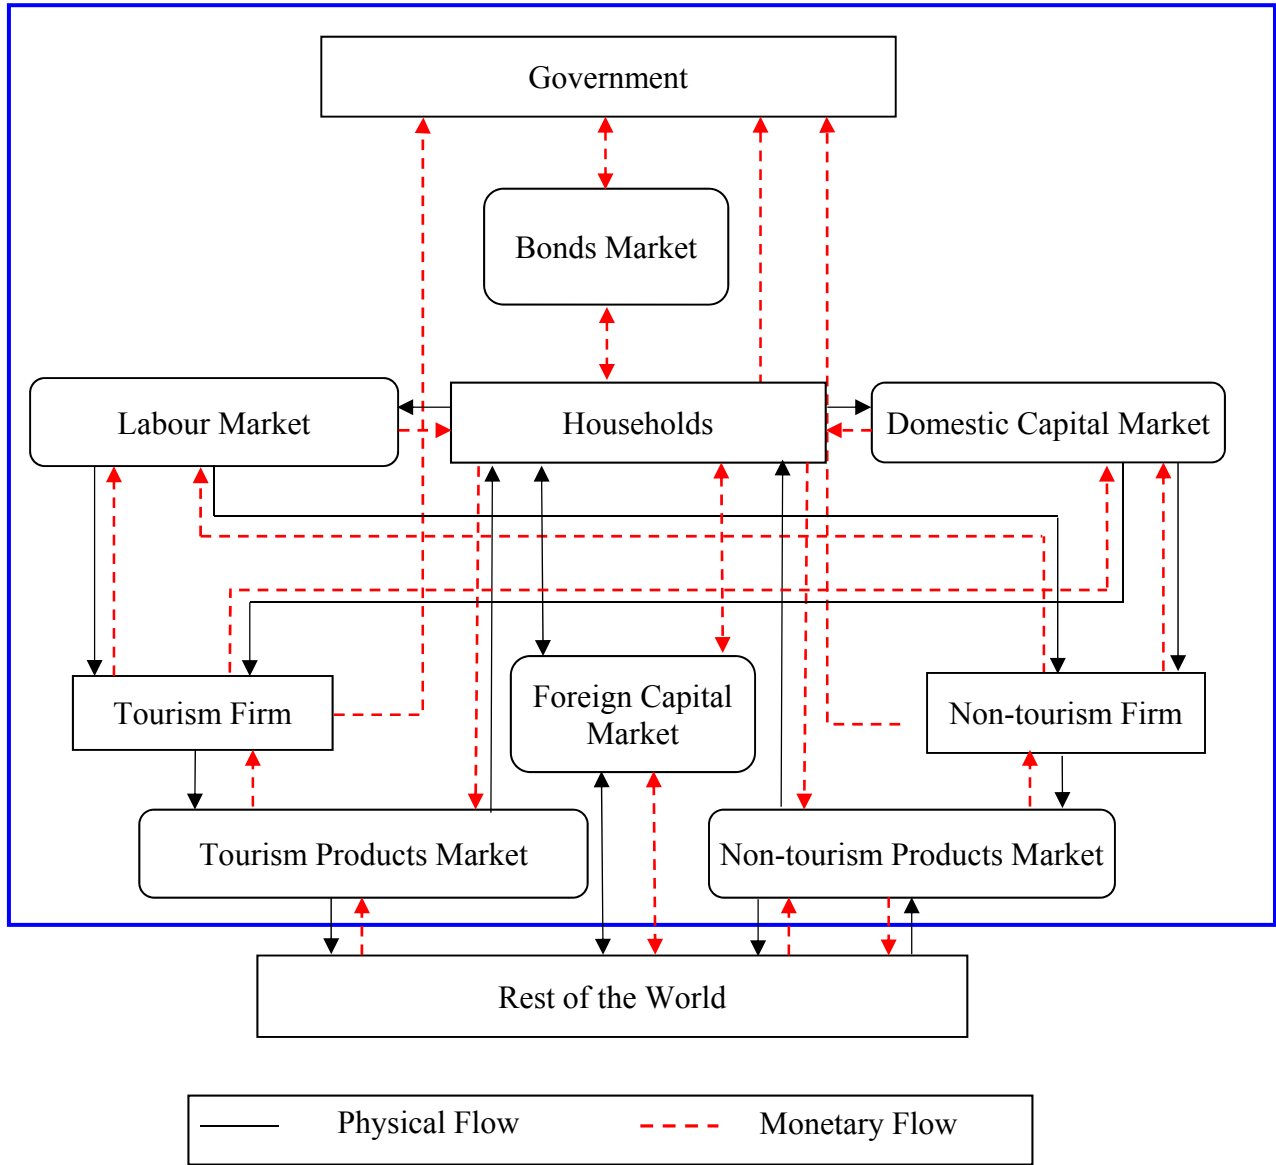 Government
Bonds Market
Labour Market
Households
Domestic Capital Market
Tourism Firm
Foreign Capital
Market
Non-tourism Firm
Tourism Products Market
Non-tourism Products Market
Rest of the World
Physical Flow
Monetary Flow